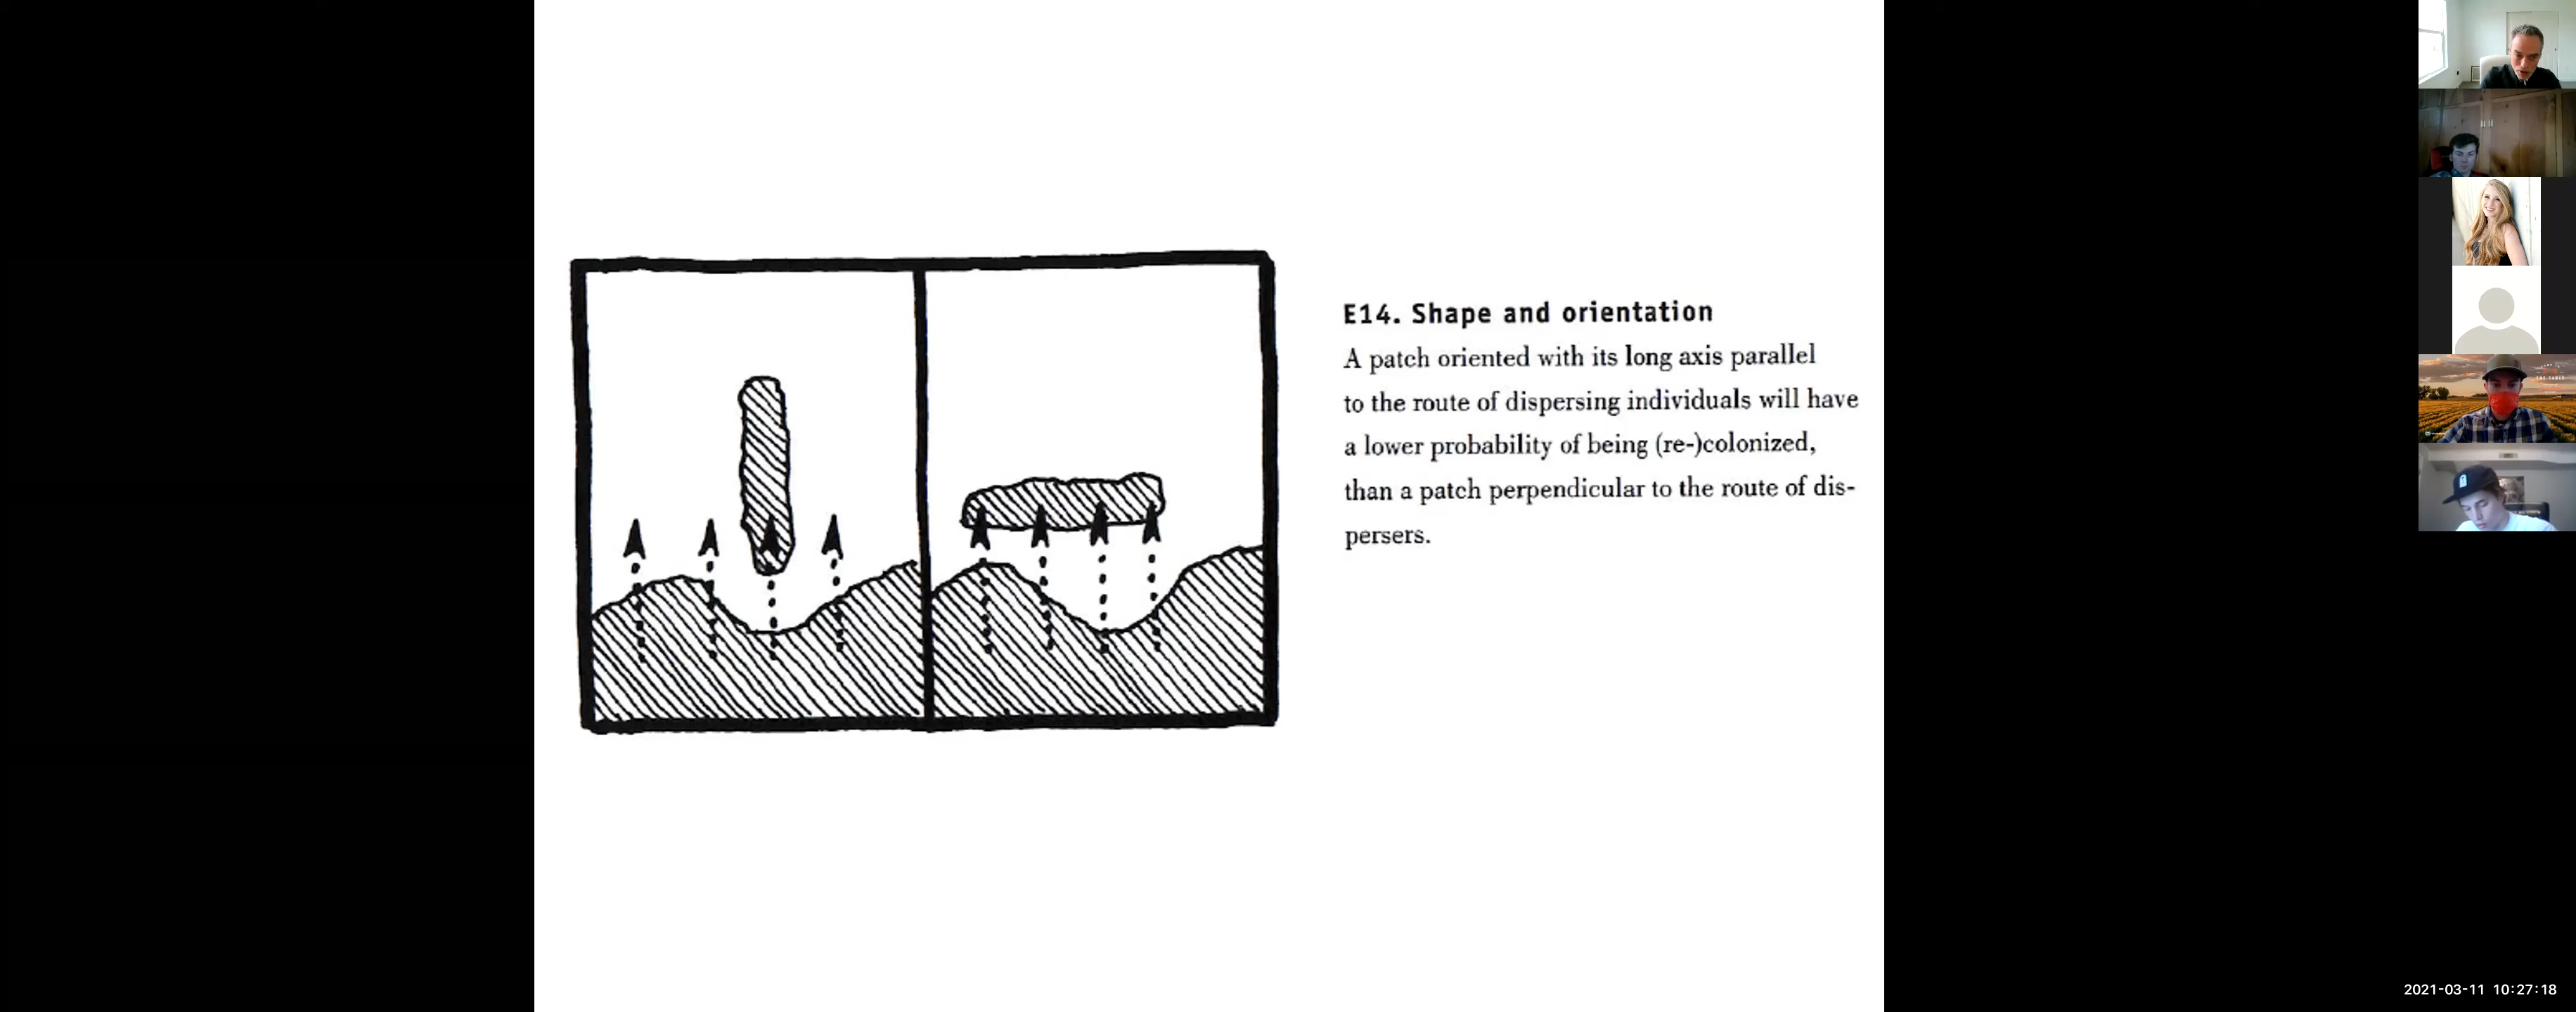 E14. Shape and orientation
A patch oriented with its long axis parallel
to the route of dispersing individuals will have
a lower probability of being (re-)colonized,
than a patch perpendicular to the route of dis-
persers.
2021-03-11 10:27:18